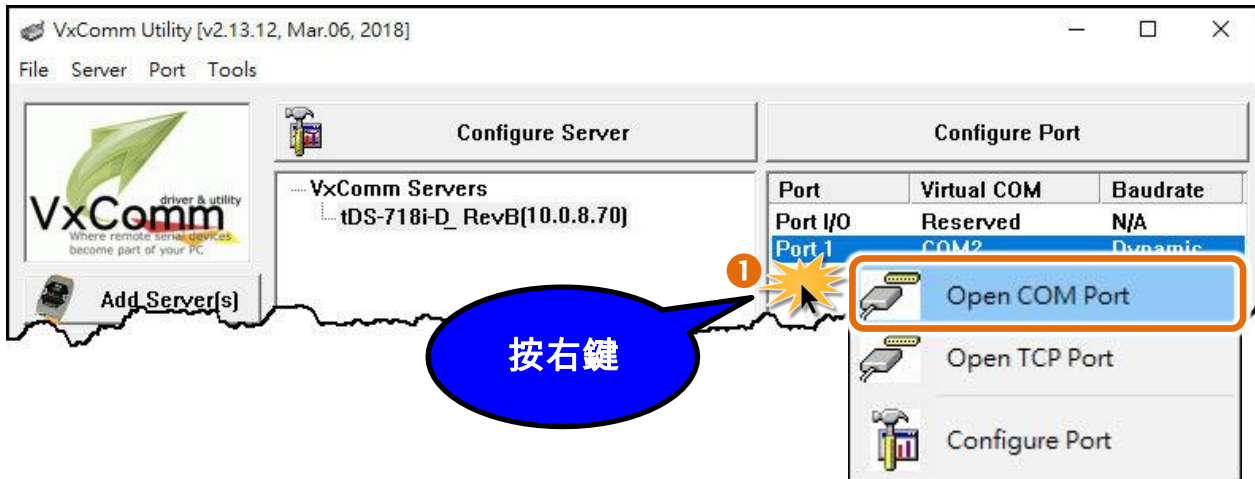 VxComm Utility [v2.13.12, Mar.06, 2018]
File Server Port Tools
VxComm
driver & utility
Where remote serial devices
become part of your PC
Add Server(s)
Configure Server
VxComm Servers
tDS-718i-D_RevB(10.0.8.70)
Configure Port
Port Virtual COM Baudrate
Port I/O Reserved N/A
Port 1 COM2 Dynamic
1
按右鍵
Open COM Port
Open TCP Port
Configure Port